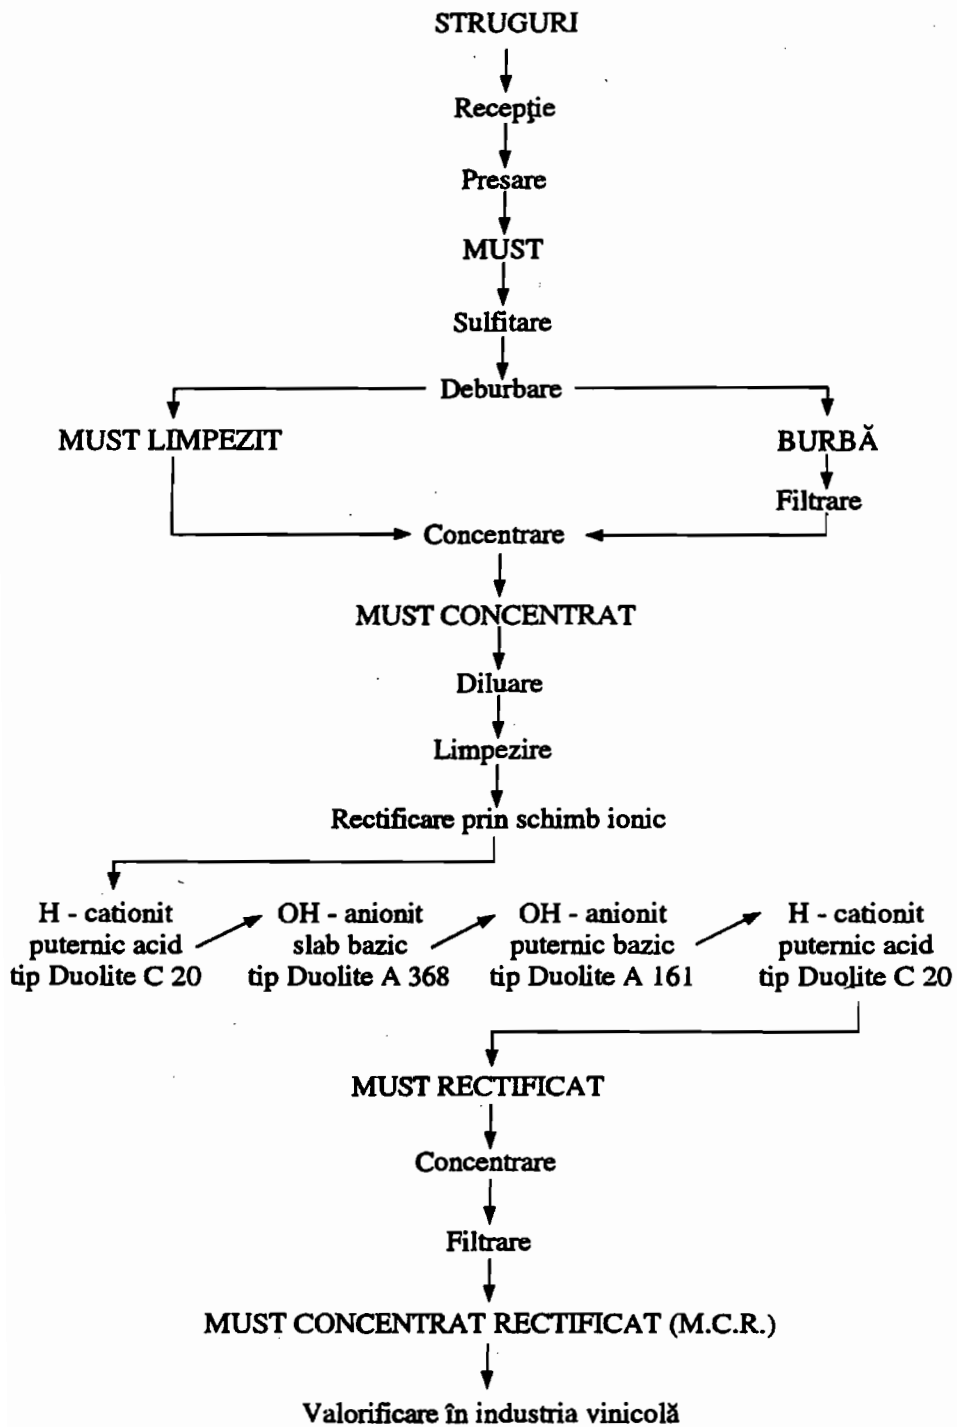 STRUGURI
Recepţie
Presare
MUST
Sulfitare
Deburbare
MUST LIMPEZIT
BURBĂ
Filtrare
Concentrare
MUST CONCENTRAT
Diluare
Limpezire
Rectificare prin schimb ionic
H - cationit
puternic acid
tip Duolite C 20
OH - anionit
slab bazic
tip Duolite A 368
OH - anionit
puternic bazic
tip Duolite A 161
H - cationit
puternic acid
tip Duolite C 20
MUST RECTIFICAT
Concentrare
Filtrare
MUST CONCENTRAT RECTIFICAT (M.C.R.)
Valorificare în industria vinicolă